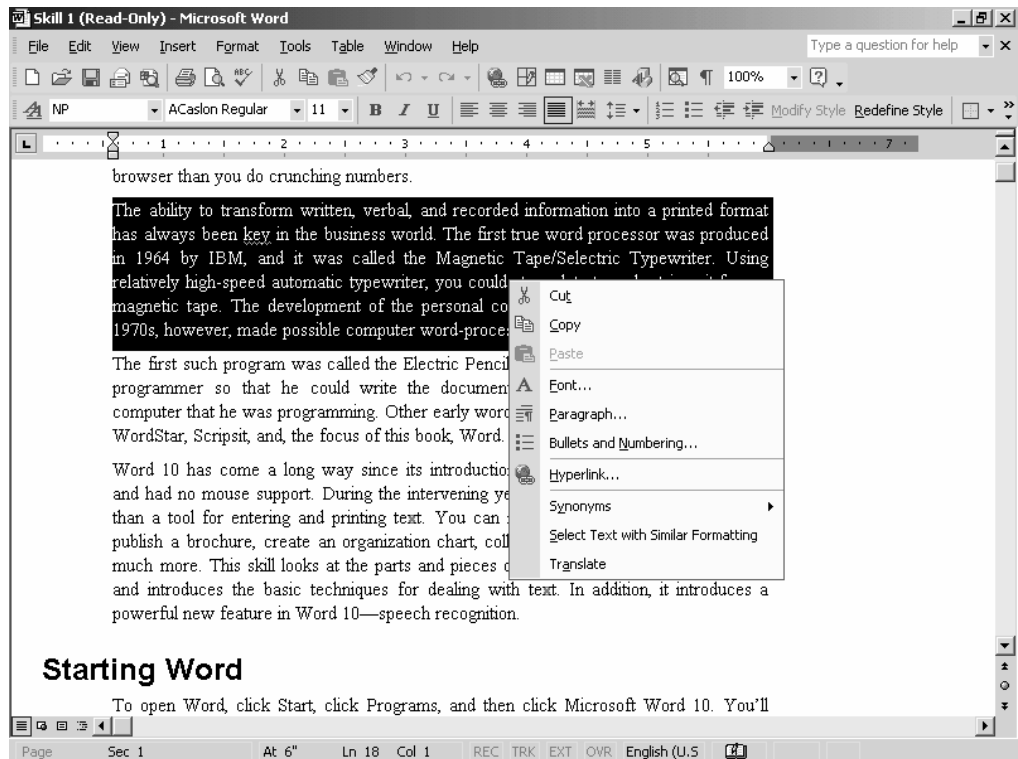 Skill 1 (Read-Only) - Microsoft Word
File Edit View Insert Format Tools Table Window Help Type a question for help
ABC 100%
NP ACaslon Regular 11 B I U Modify Style Redefine Style
L 1 2 3 4 5 7
browser than you do crunching numbers.
The ability to transform written, verbal, and recorded information into a printed format
has always been key in the business world. The first true word processor was produced
in 1964 by IBM, and it was called the Magnetic Tape/Selectric Typewriter. Using
relatively high-speed automatic typewriter, you could
magnetic tape. The development of the personal co
1970s, however, made possible computer word-proce
The first such program was called the Electric Pencil
programmer so that he could write the documen
computer that he was programming. Other early word
WordStar, Scripsit, and, the focus of this book, Word.
Word 10 has come a long way since its introductio
and had no mouse support. During the intervening ye
than a tool for entering and printing text. You can
publish a brochure, create an organization chart, coll
much more. This skill looks at the parts and pieces
and introduces the basic techniques for dealing with text. In addition, it introduces a
powerful new feature in Word 10—speech recognition.
Cut
Copy
Paste
Font...
Paragraph...
Bullets and Numbering...
Hyperlink...
Synonyms
Select Text with Similar Formatting
Translate
Starting Word
To open Word, click Start, click Programs, and then click Microsoft Word 10. You'll
Page Sec 1 At 6" Ln 18 Col 1 REC TRK EXT OVR English (U.S